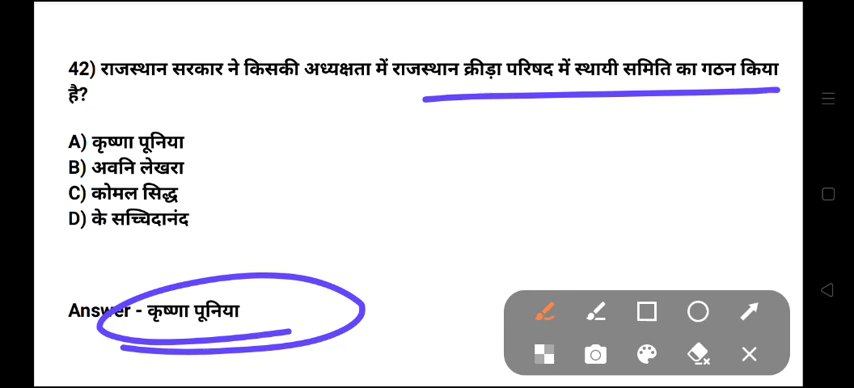 42) राजस्थान सरकार ने किसकी अध्यक्षता में राजस्थान क्रीड़ा परिषद में स्थायी समिति का गठन किया
है?
A) कृष्णा पूनिया
B) अवनि लेखरा
C) कोमल सिद्ध
D) के सच्चिदानंद
Answer - कृष्णा पूनिया